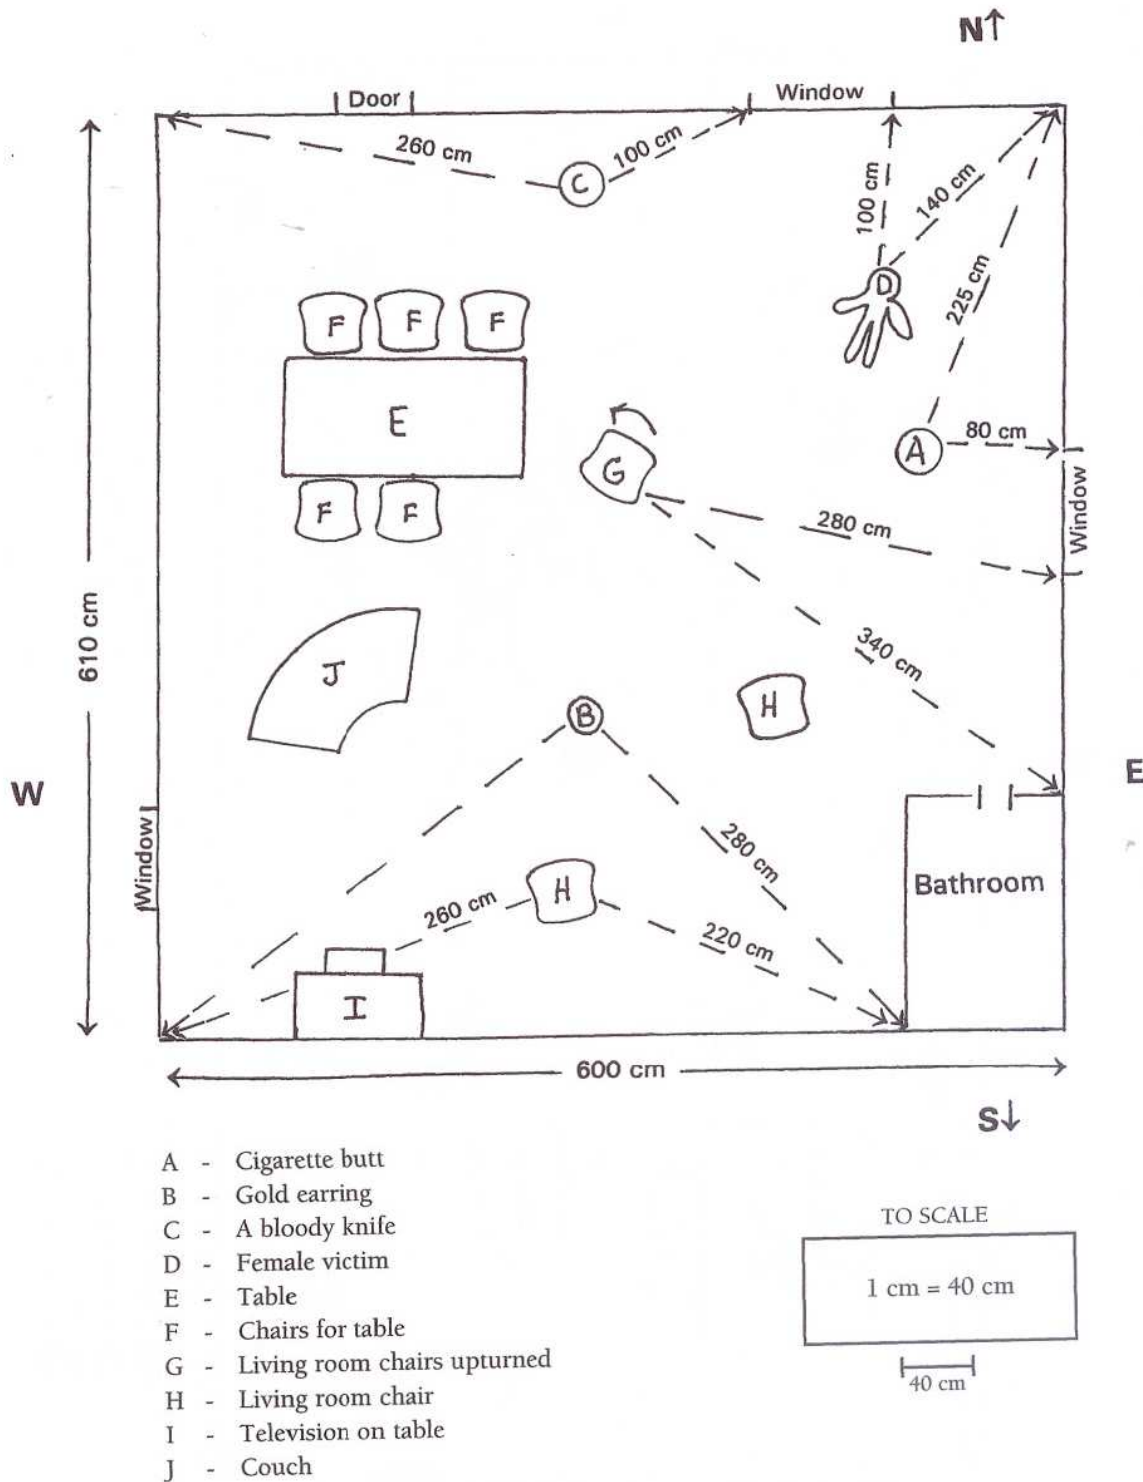 N↑
Door
Window
260 cm
100 cm
C
100 cm
140 cm
D
225 cm
F F F
E
A
80 cm
G
Window
F F
280 cm
610 cm
340 cm
J
B
H
W
E
Window
280 cm
Bathroom
H
260 cm
220 cm
I
600 cm
S↓
A - Cigarette butt
B - Gold earring
C - A bloody knife
D - Female victim
E - Table
F - Chairs for table
G - Living room chairs upturned
H - Living room chair
I - Television on table
J - Couch
TO SCALE
1 cm = 40 cm
40 cm